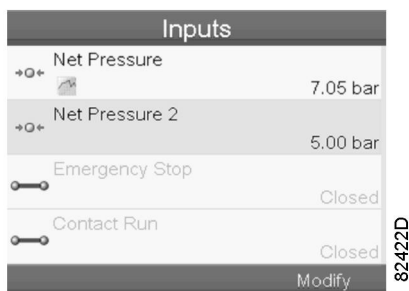 Inputs
Net Pressure
7.05 bar
Net Pressure 2
5.00 bar
Emergency Stop
Closed
Contact Run
Closed
Modify
82422D